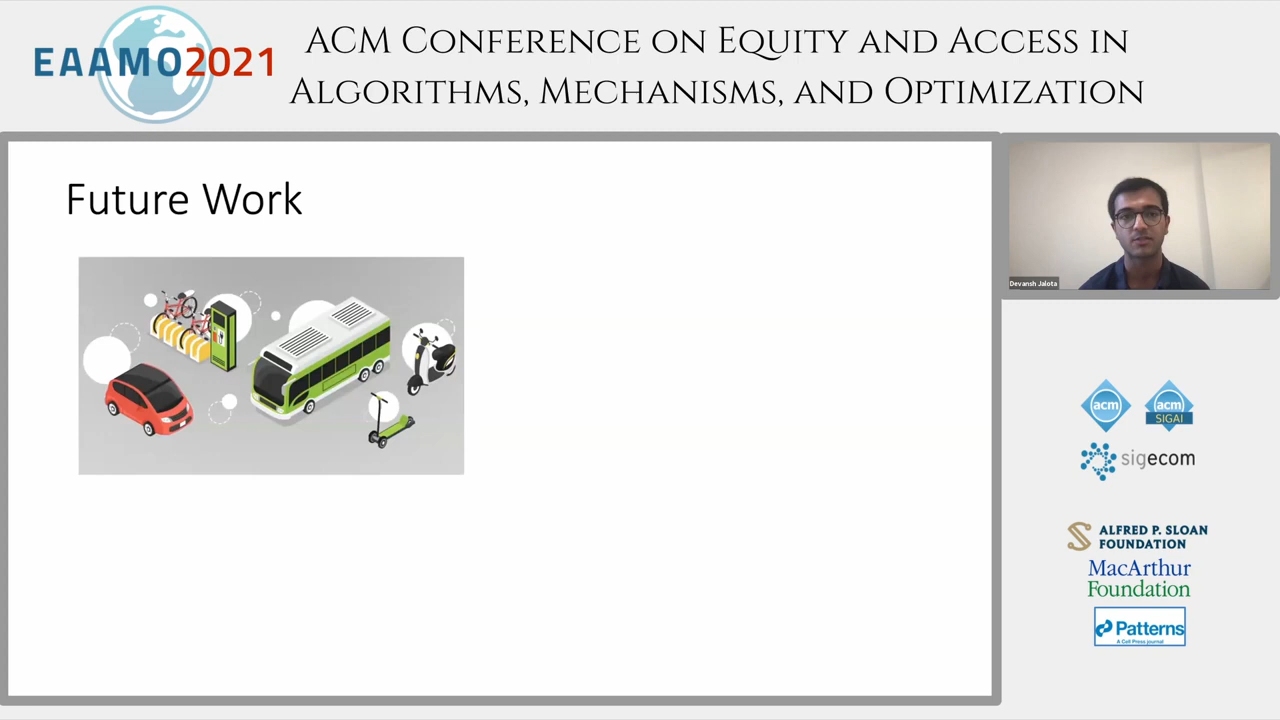 EAAMO2021
ACM Conference on Equity and Access in
Algorithms, Mechanisms, and Optimization
Future Work
Devansh Jalota
acm
acm
SIGAI
sigecom
ALFRED P. SLOAN
FOUNDATION
MacArthur
Foundation
Patterns
A Cell Press journal